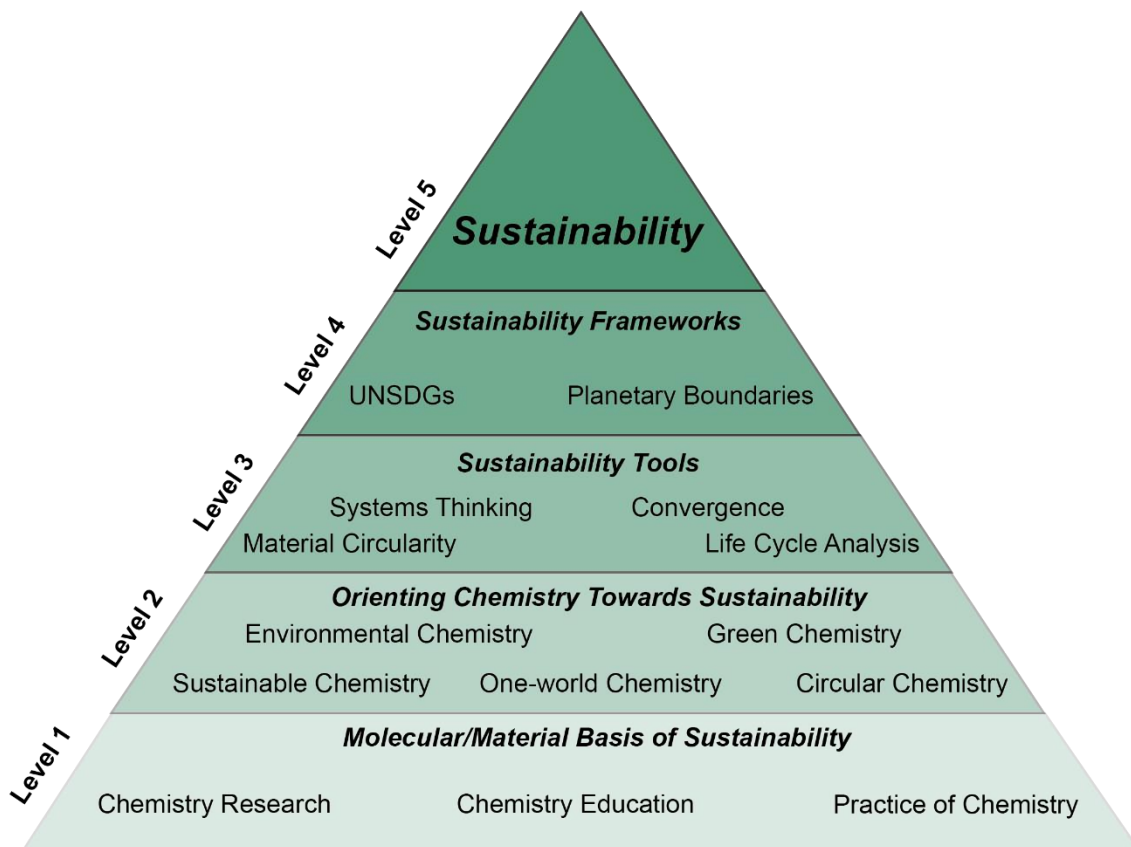 Level 5
Sustainability
Level 4
Sustainability Frameworks
UNSDGs Planetary Boundaries
Level 3
Sustainability Tools
Systems Thinking Convergence
Material Circularity Life Cycle Analysis
Level 2
Orienting Chemistry Towards Sustainability
Environmental Chemistry Green Chemistry
Sustainable Chemistry One-world Chemistry Circular Chemistry
Level 1
Molecular/Material Basis of Sustainability
Chemistry Research Chemistry Education Practice of Chemistry